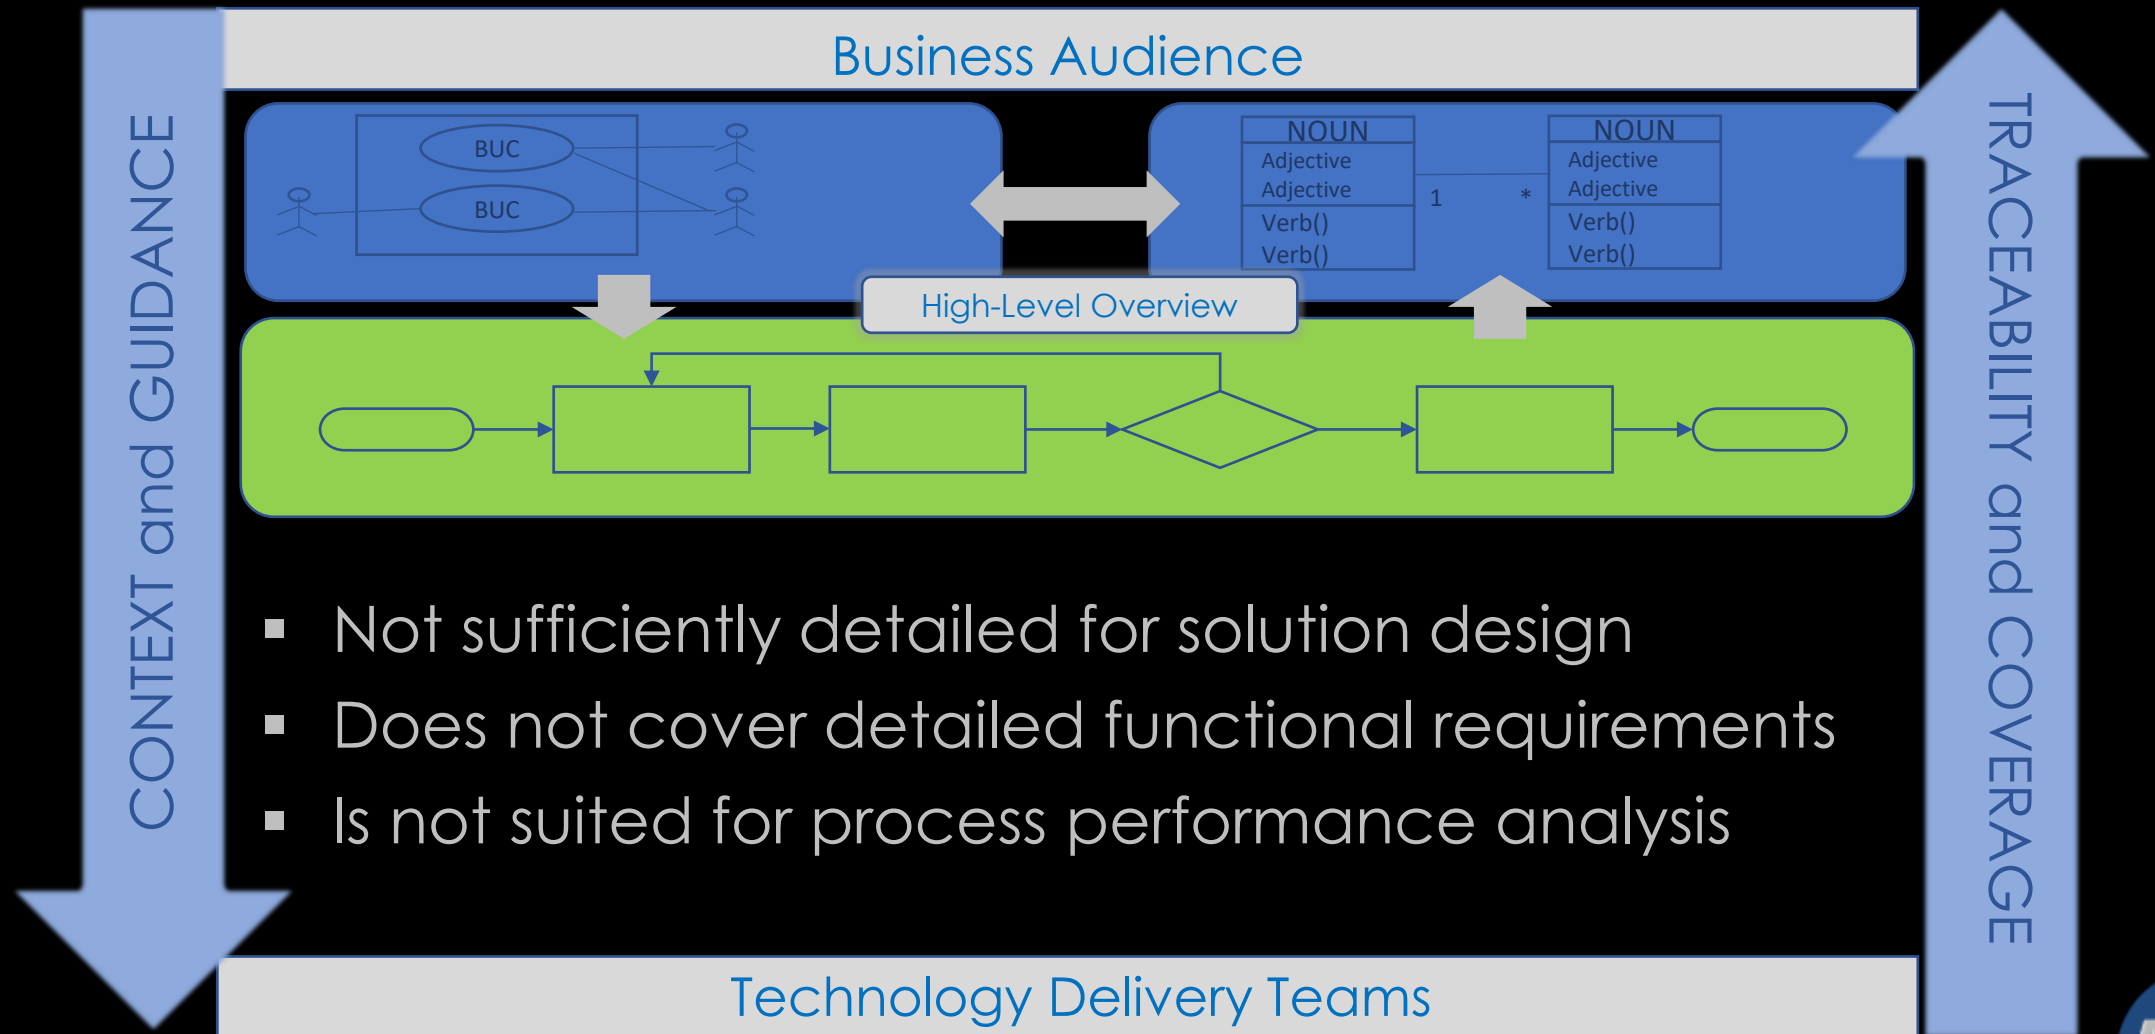 Business Audience
CONTEXT and GUIDANCE
BUC
BUC
NOUN
Adjective
Adjective
Verb()
Verb()
1
*
NOUN
Adjective
Adjective
Verb()
Verb()
High-Level Overview
TRACEABILITY and COVERAGE
▪ Not sufficiently detailed for solution design
▪ Does not cover detailed functional requirements
▪ Is not suited for process performance analysis
Technology Delivery Teams